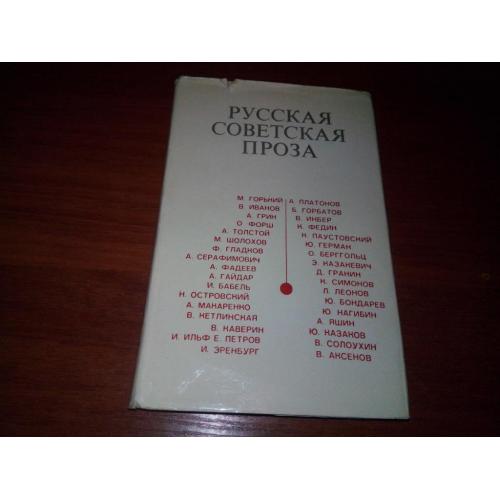 РУССКАЯ
СОВЕТСКАЯ
ПРОЗА
М. ГОРЬКИЙ
В. ИВАНОВ
А. ГРИН
О. ФОРШ
А. ТОЛСТОЙ
М. ШОЛОХОВ
Ф. ГЛАДКОВ
А. СЕРАФИМОВИЧ
А. ФАДЕЕВ
А. ГАЙДАР
И. БАБЕЛЬ
Н. ОСТРОВСКИЙ
А. МАКАРЕНКО
В. КЕТЛИНСКАЯ
В. КАВЕРИН
И. ИЛЬФ Е. ПЕТРОВ
И. ЭРЕНБУРГ
А. ПЛАТОНОВ
Б. ГОРБАТОВ
В. ИНБЕР
К. ФЕДИН
К. ПАУСТОВСКИЙ
Ю. ГЕРМАН
О. БЕРГГОЛЬЦ
Э. КАЗАКЕВИЧ
Д. ГРАНИН
К. СИМОНОВ
Л. ЛЕОНОВ
Ю. БОНДАРЕВ
Ю. НАГИБИН
А. ЯШИН
Ю. КАЗАКОВ
В. СОЛОУХИН
В. АКСЕНОВ